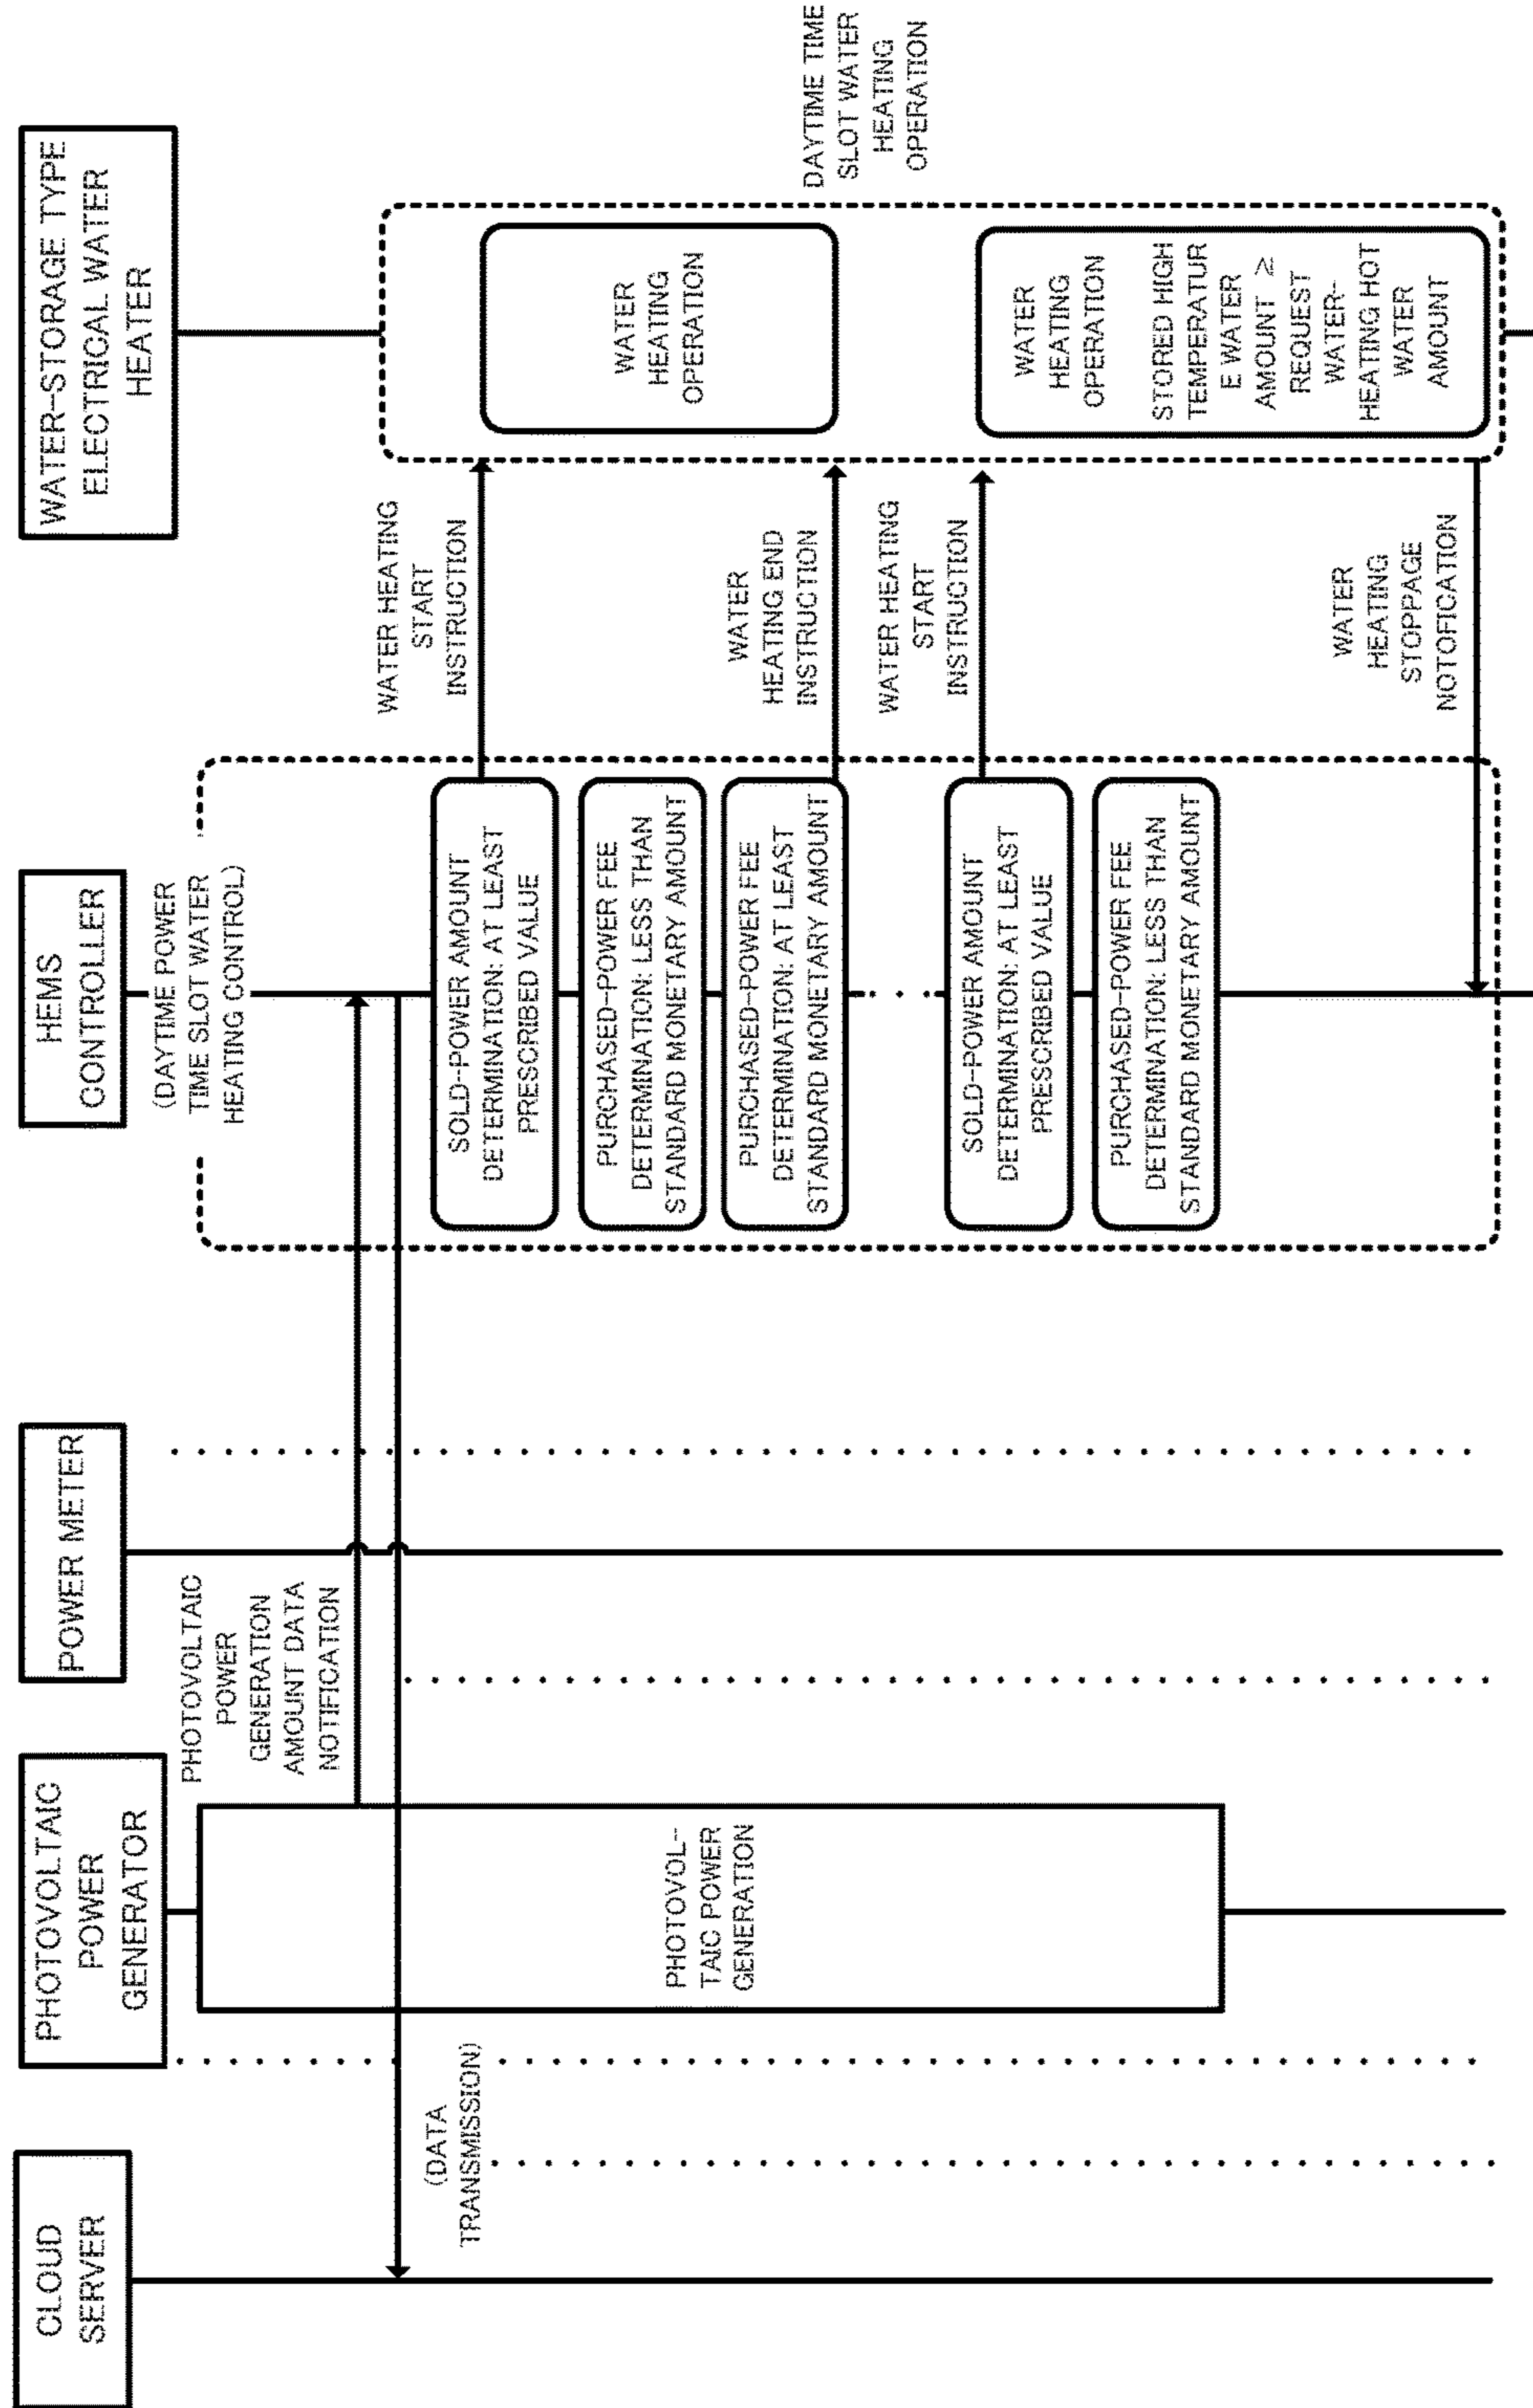 CLOUD
SERVER
PHOTOVOLTAIC
POWER
GENERATOR
POWER METER
HEMS
CONTROLLER
WATER-STORAGE TYPE
ELECTRICAL WATER
HEATER
(DAYTIME POWER
TIME SLOT WATER
HEATING CONTROL)
PHOTOVOLTAIC
POWER
GENERATION
AMOUNT DATA
NOTIFICATION
(DATA
TRANSMISSION)
PHOTOVOL-
TAIC POWER
GENERATION
SOLD-POWER AMOUNT
DETERMINATION: AT LEAST
PRESCRIBED VALUE
PURCHASED-POWER FEE
DETERMINATION: LESS THAN
STANDARD MONETARY AMOUNT
PURCHASED-POWER FEE
DETERMINATION: AT LEAST
STANDARD MONETARY AMOUNT
SOLD-POWER AMOUNT
DETERMINATION: AT LEAST
PRESCRIBED VALUE
PURCHASED-POWER FEE
DETERMINATION: LESS THAN
STANDARD MONETARY AMOUNT
WATER HEATING
START
INSTRUCTION
WATER
HEATING END
INSTRUCTION
WATER HEATING
START
INSTRUCTION
WATER
HEATING
STOPPAGE
NOTOFICATION
WATER
HEATING
OPERATION
WATER
HEATING
OPERATION
STORED HIGH
TEMPERATUR
E WATER
AMOUNT ≥
REQUEST
WATER-
HEATING HOT
WATER
AMOUNT
DAYTIME TIME
SLOT WATER
HEATING
OPERATION